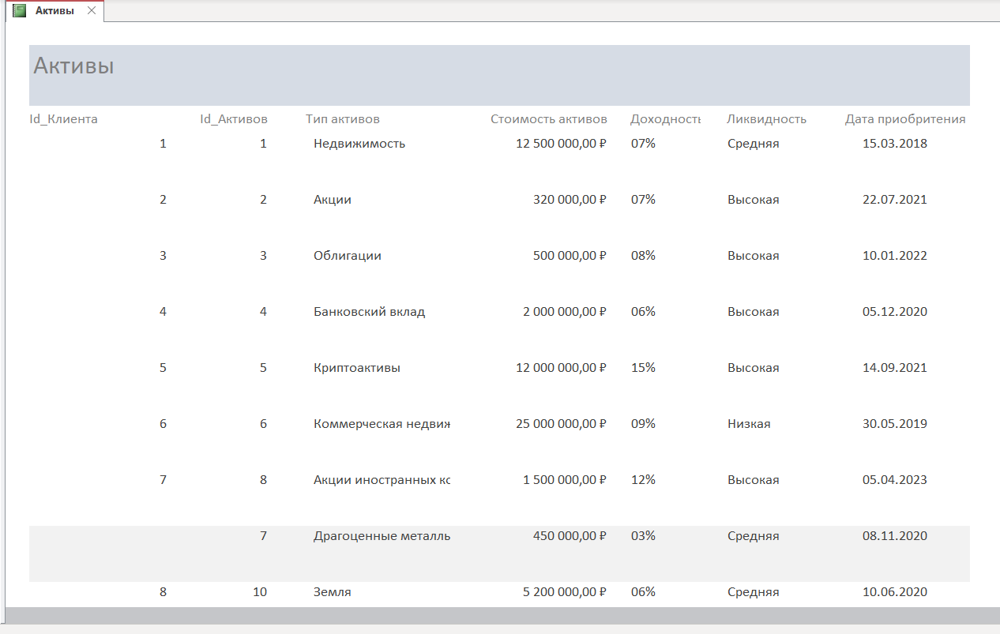 Активы
Активы
Id_Клиента Id_Активов Тип активов Стоимость активов Доходность Ликвидность Дата приобритения
1 1 Недвижимость 12 500 000,00 ₽ 07% Средняя 15.03.2018
2 2 Акции 320 000,00 ₽ 07% Высокая 22.07.2021
3 3 Облигации 500 000,00 ₽ 08% Высокая 10.01.2022
4 4 Банковский вклад 2 000 000,00 ₽ 06% Высокая 05.12.2020
5 5 Криптоактивы 12 000 000,00 ₽ 15% Высокая 14.09.2021
6 6 Коммерческая недвиж 25 000 000,00 ₽ 09% Низкая 30.05.2019
7 8 Акции иностранных кс 1 500 000,00 ₽ 12% Высокая 05.04.2023
7 Драгоценные металль 450 000,00 ₽ 03% Средняя 08.11.2020
8 10 Земля 5 200 000,00 ₽ 06% Средняя 10.06.2020